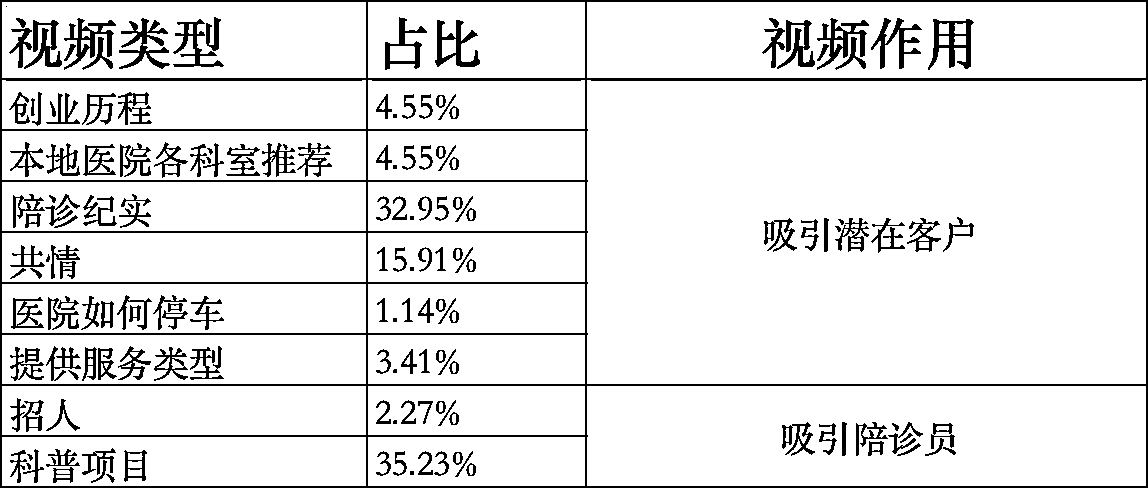 视频类型 占比 视频作用
创业历程 4.55%
本地医院各科室推荐 4.55%
陪诊纪实 32.95%
吸引潜在客户
共情 15.91%
医院如何停车 1.14%
提供服务类型 3.41%
招人 2.27%
吸引陪诊员
科普项目 35.23%